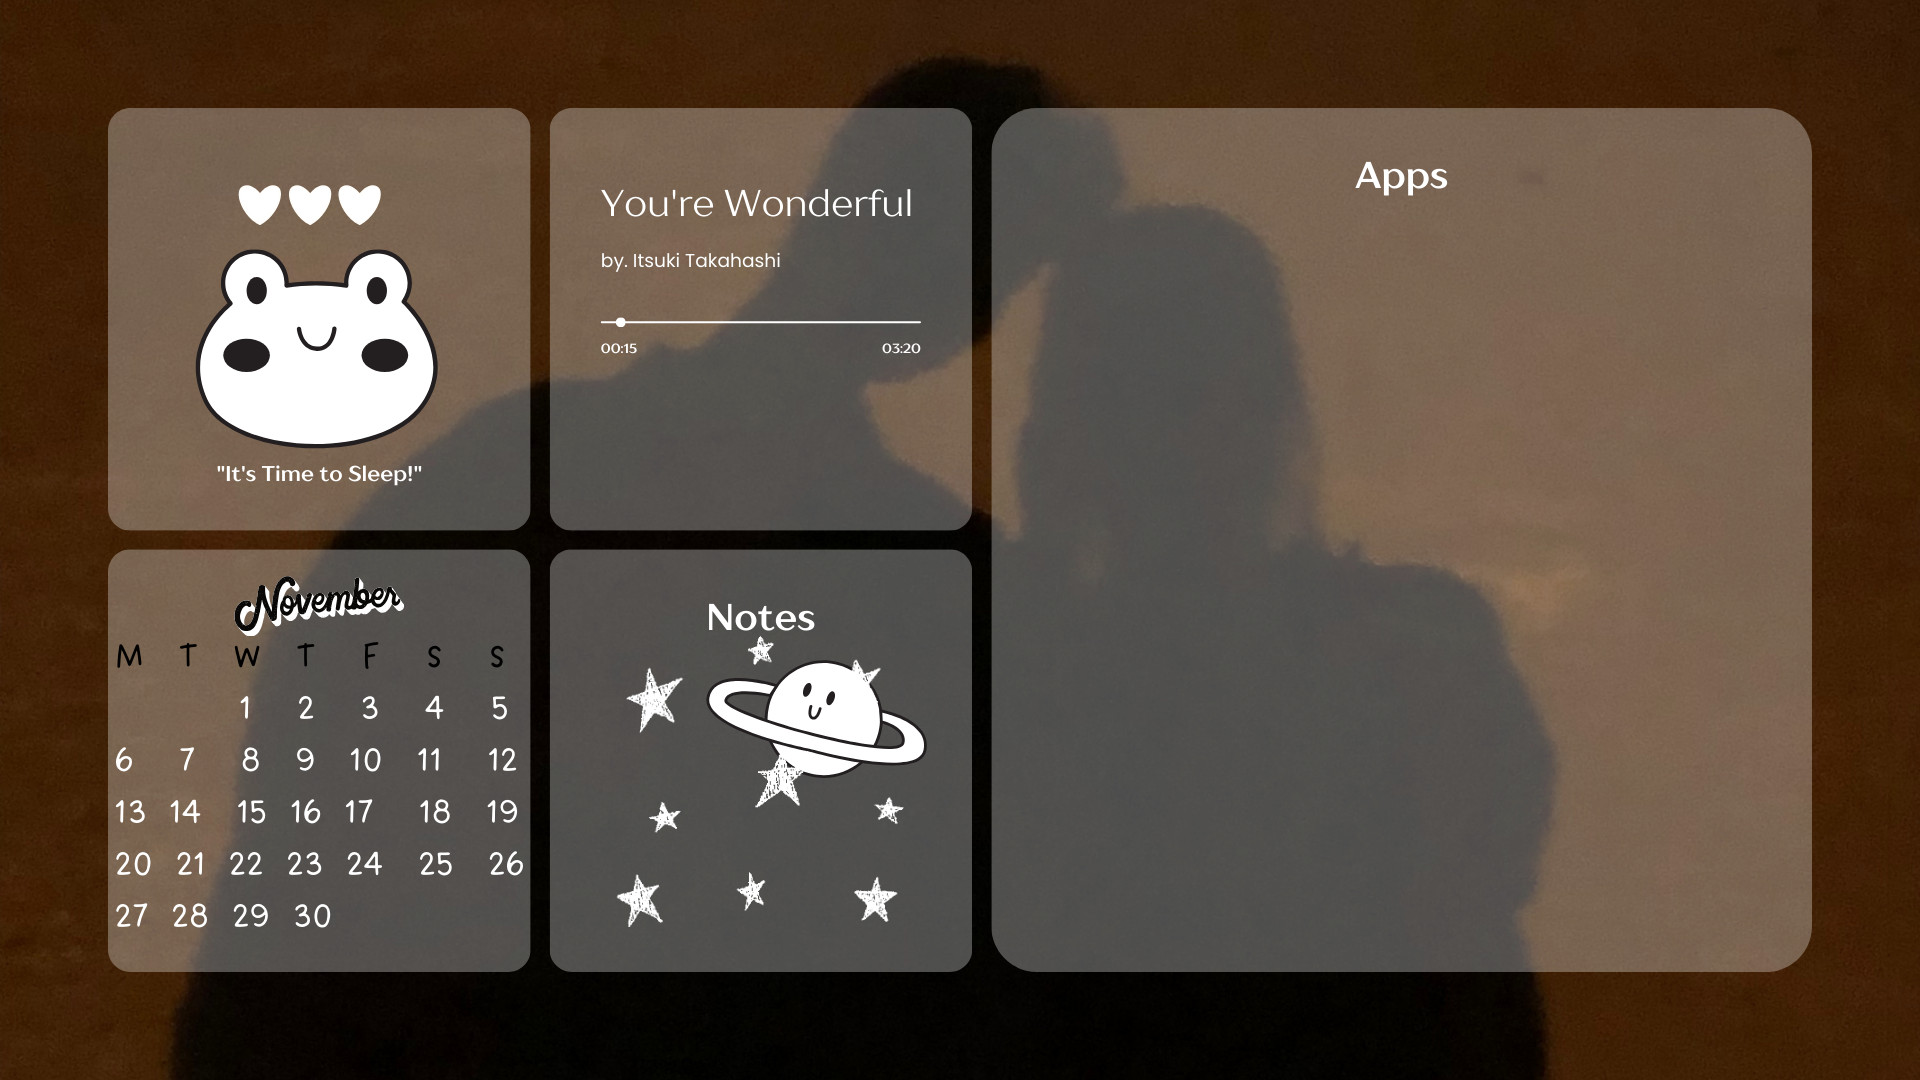 "It's Time to Sleep!"
You're Wonderful
by. Itsuki Takahashi
00:15 03:20
Apps
November
M T W T F S S
1 2 3 4 5
6 7 8 9 10 11 12
13 14 15 16 17 18 19
20 21 22 23 24 25 26
27 28 29 30
Notes